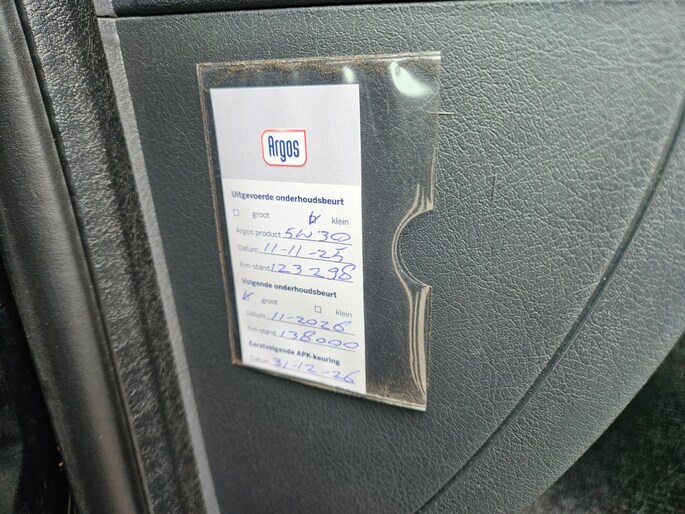 Argos
Uitgevoerde onderhoudsbeurt
groot klein
Argos product 5W30
Datum 11-11-25
Km-stand 123298
Volgende onderhoudsbeurt
groot klein
Datum 11-2026
Km-stand 138000
Eerstvolgende APK-keuring
Datum 31-12-26